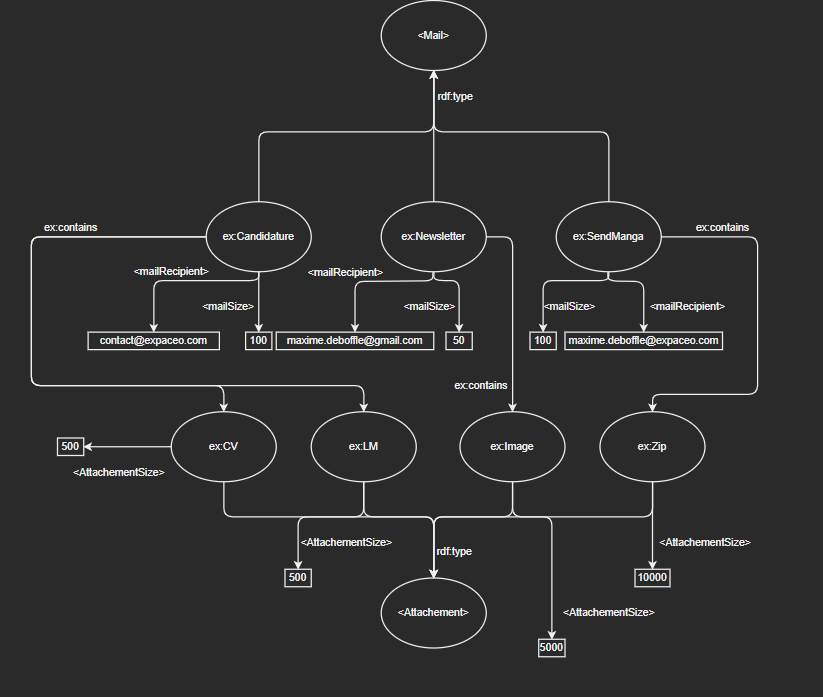 <Mail>
rdf:type
ex:contains
ex:Candidature
ex:Newsletter
ex:SendManga
ex:contains
<mailRecipient>
<mailSize>
<mailRecipient>
<mailSize>
<mailSize>
<mailRecipient>
contact@expaceo.com
100
maxime.deboffle@gmail.com
50
100
maxime.deboffle@expaceo.com
ex:contains
500
ex:CV
ex:LM
ex:Image
ex:Zip
<AttachementSize>
<AttachementSize>
rdf:type
<AttachementSize>
500
10000
<Attachement>
<AttachementSize>
5000